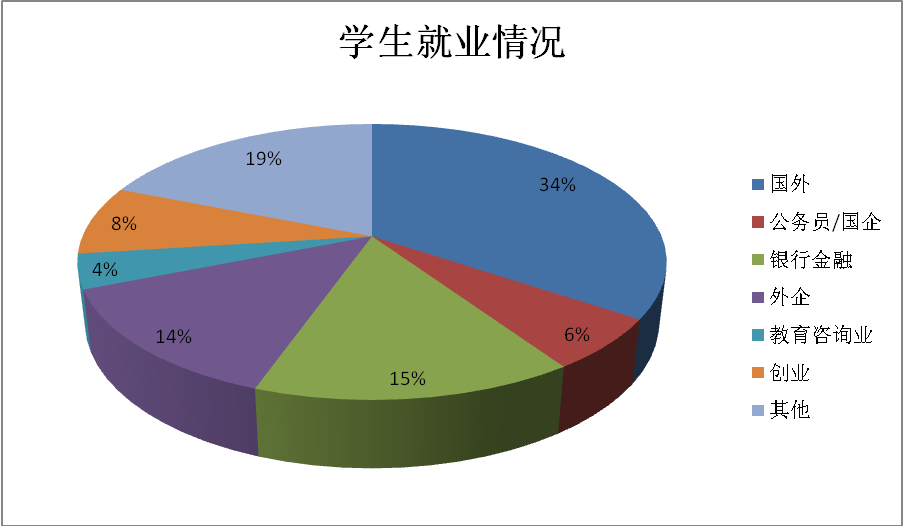 学生就业情况
19%
34%
8%
4%
14%
15%
6%
国外
公务员/国企
银行金融
外企
教育咨询业
创业
其他